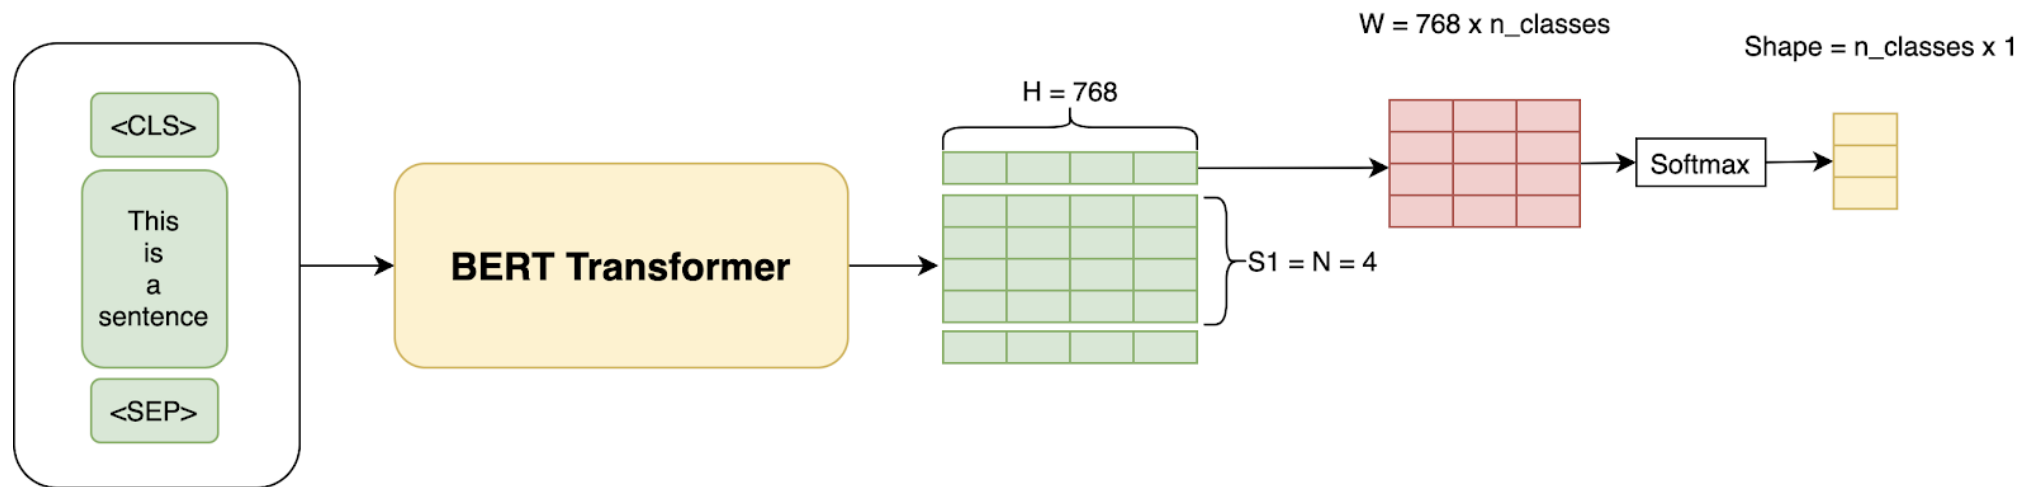 <CLS>
This
is
a
sentence
<SEP>
BERT Transformer
H = 768
S1 = N = 4
W = 768 x n_classes
Softmax
Shape = n_classes x 1